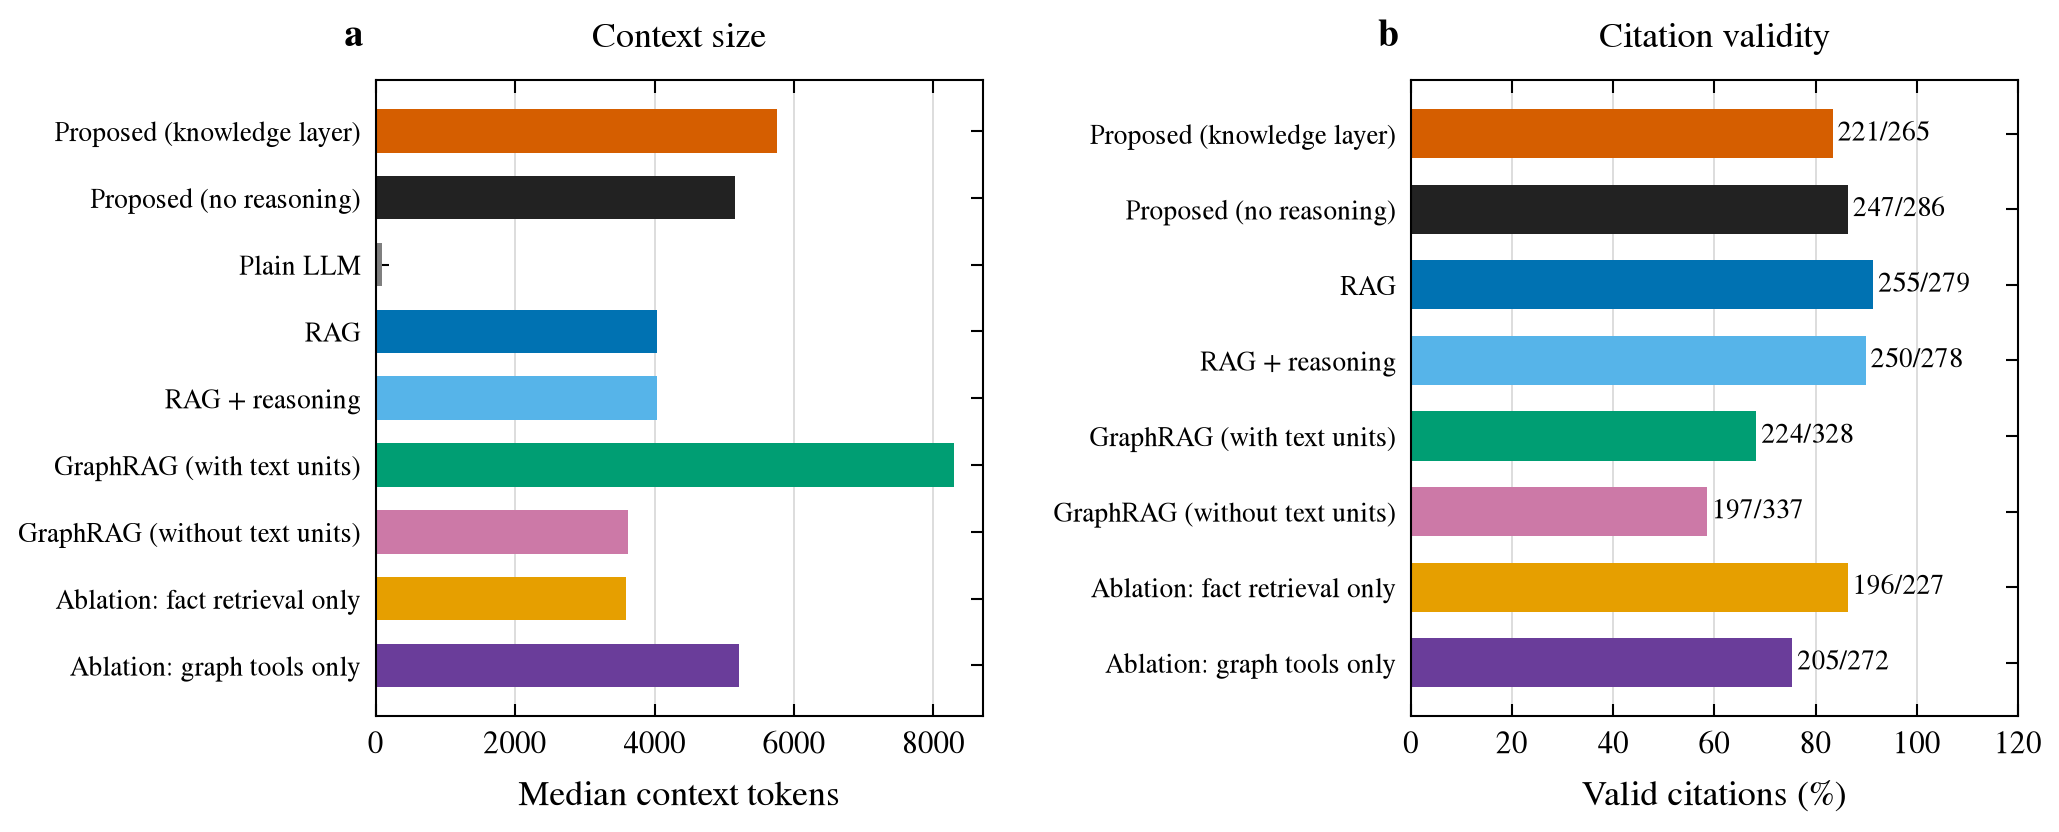 a
Context size
Proposed (knowledge layer)
Proposed (no reasoning)
Plain LLM
RAG
RAG + reasoning
GraphRAG (with text units)
GraphRAG (without text units)
Ablation: fact retrieval only
Ablation: graph tools only
0 2000 4000 6000 8000
Median context tokens
b
Citation validity
Proposed (knowledge layer) 221/265
Proposed (no reasoning) 247/286
RAG 255/279
RAG + reasoning 250/278
GraphRAG (with text units) 224/328
GraphRAG (without text units) 197/337
Ablation: fact retrieval only 196/227
Ablation: graph tools only 205/272
0 20 40 60 80 100 120
Valid citations (%)